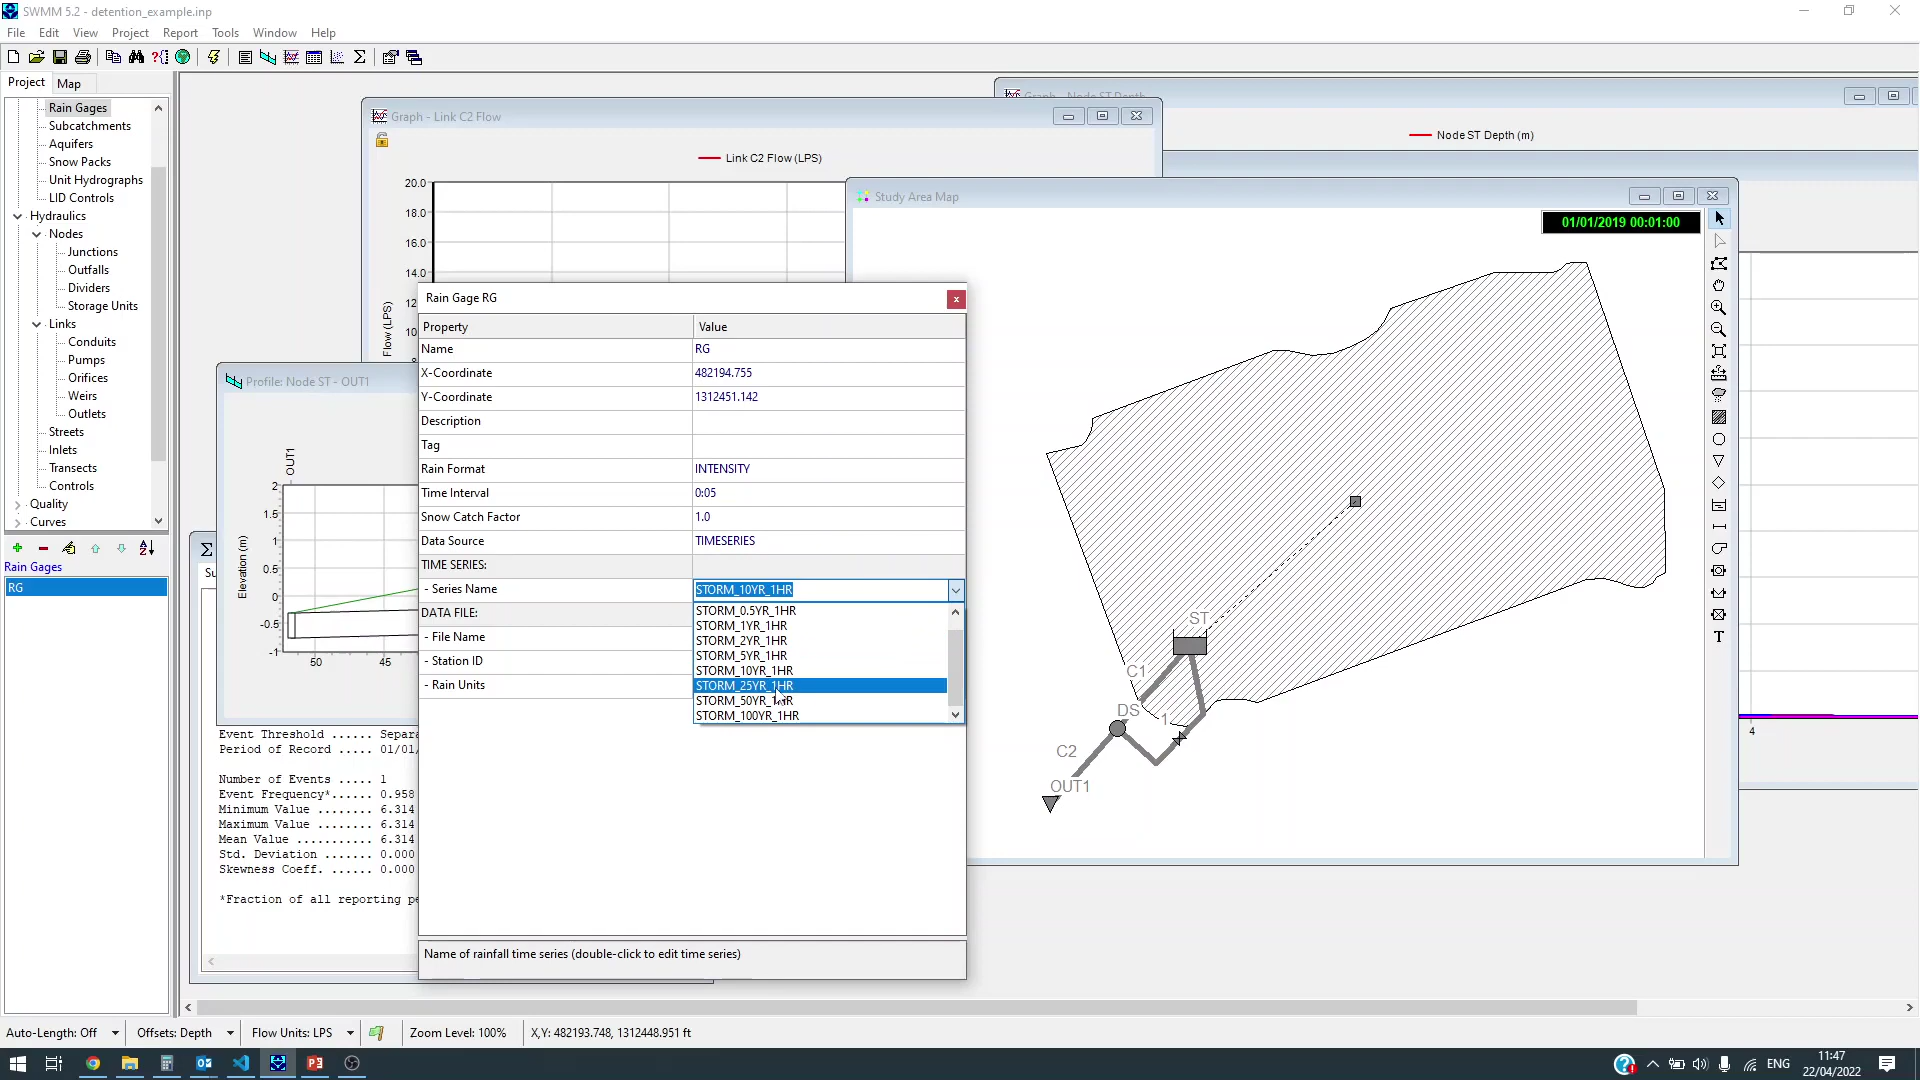 SWMM 5.2 - detention_example.inp
File Edit View Project Report Tools Window Help
Project Map
Rain Gages
Subcatchments
Aquifers
Snow Packs
Unit Hydrographs
LID Controls
Hydraulics
Nodes
Junctions
Outfalls
Dividers
Storage Units
Links
Conduits
Pumps
Orifices
Weirs
Outlets
Streets
Inlets
Transects
Controls
Quality
Curves
Rain Gages
RG
Graph - Link C2 Flow
Link C2 Flow (LPS)
20.0
18.0
16.0
14.0
12
10
8
Flow (LPS)
Graph - Node ST Depth
Node ST Depth (m)
4
Profile: Node ST - OUT1
OUT1
2
1.5
1
0.5
0
-0.5
-1
Elevation (m)
50 45
Su
Event Threshold ...... Separa
Period of Record ..... 01/01/
Number of Events ..... 1
Event Frequency*...... 0.958
Minimum Value ........ 6.314
Maximum Value ........ 6.314
Mean Value ........... 6.314
Std. Deviation ....... 0.000
Skewness Coeff. ...... 0.000
*Fraction of all reporting pe
Rain Gage RG
Property Value
Name RG
X-Coordinate 482194.755
Y-Coordinate 1312451.142
Description
Tag
Rain Format INTENSITY
Time Interval 0:05
Snow Catch Factor 1.0
Data Source TIMESERIES
TIME SERIES:
- Series Name STORM_10YR_1HR
DATA FILE:
- File Name
- Station ID
- Rain Units
STORM_0.5YR_1HR
STORM_1YR_1HR
STORM_2YR_1HR
STORM_5YR_1HR
STORM_10YR_1HR
STORM_25YR_1HR
STORM_50YR_1HR
STORM_100YR_1HR
Name of rainfall time series (double-click to edit time series)
Study Area Map
01/01/2019 00:01:00
ST
C1
DS
1
C2
OUT1
T
Auto-Length: Off Offsets: Depth Flow Units: LPS Zoom Level: 100% X,Y: 482193.748, 1312448.951 ft
ENG
11:47
22/04/2022